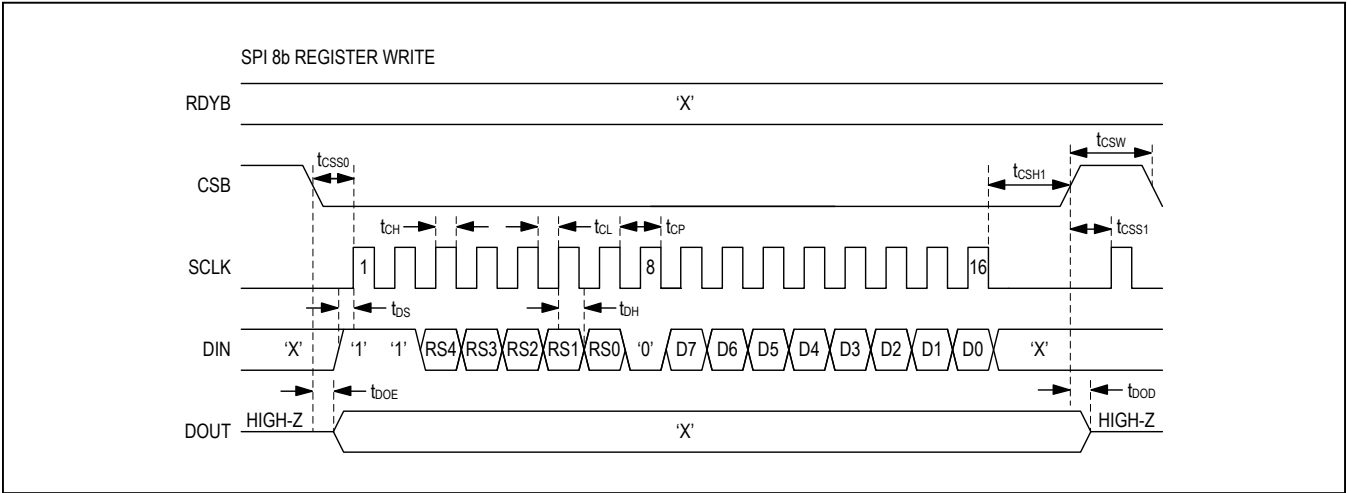 SPI 8b REGISTER WRITE
RDYB ‘X’
tCSW
tCSS0 tCSH1
CSB
tCH tCL tCP tCSS1
SCLK 1 8 16
tDS tDH
DIN ‘X’ ‘1’ ‘1’ RS4 RS3 RS2 RS1 RS0 ‘0’ D7 D6 D5 D4 D3 D2 D1 D0 ‘X’
tDOE tDOD
HIGH-Z HIGH-Z
DOUT ‘X’